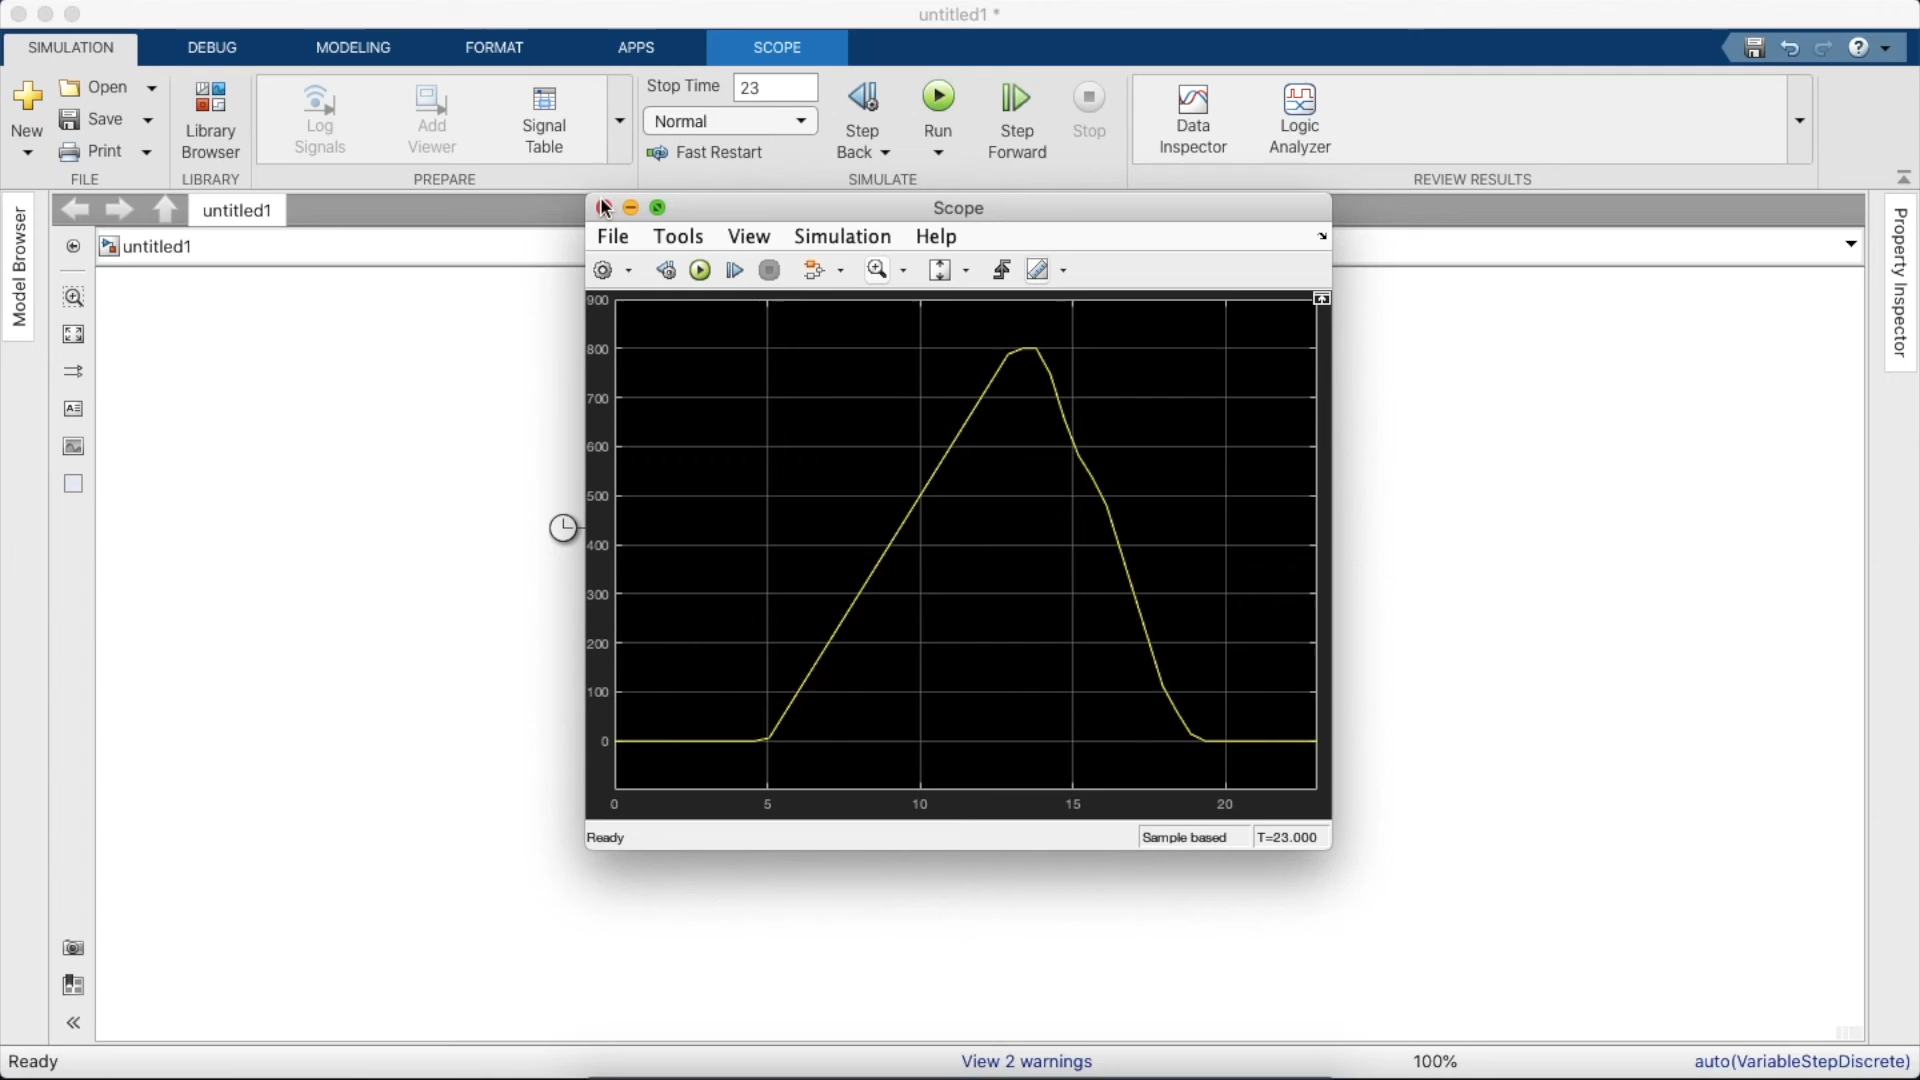 untitled1 *
SIMULATION DEBUG MODELING FORMAT APPS SCOPE
New
Open
Save
Print
FILE
Library
Browser
LIBRARY
Log
Signals
Add
Viewer
Signal
Table
PREPARE
Stop Time 23
Normal
Fast Restart
Step
Back
Run
Step
Forward
Stop
SIMULATE
Data
Inspector
Logic
Analyzer
REVIEW RESULTS
Model Browser
untitled1
untitled1
Property Inspector
Scope
File Tools View Simulation Help
900
800
700
600
500
400
300
200
100
0
0 5 10 15 20
Ready Sample based T=23.000
Ready View 2 warnings 100% auto(VariableStepDiscrete)